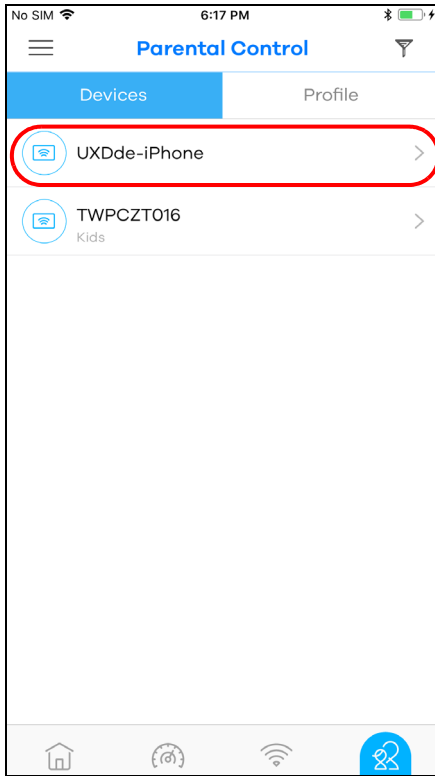 No SIM 6:17 PM
Parental Control
Devices Profile
UXDde-iPhone
TWPCZT016
Kids